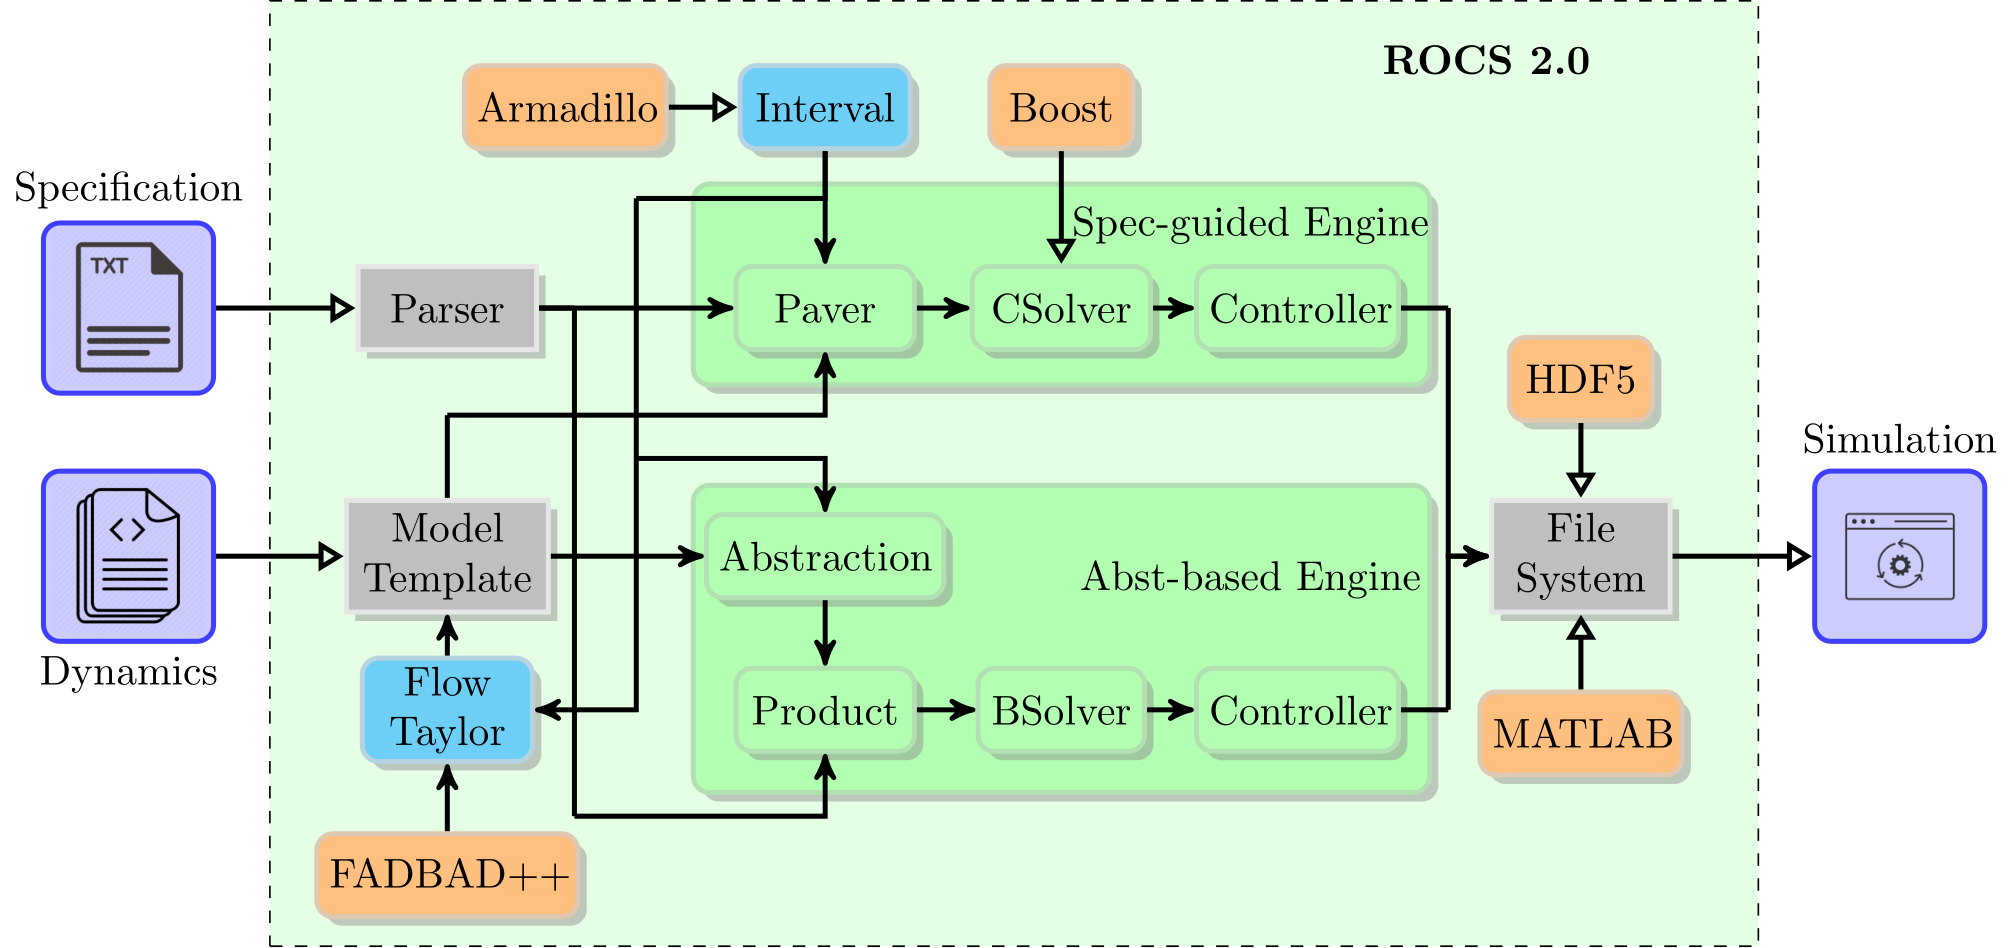 ROCS 2.0
Armadillo
Interval
Boost
Specification
TXT
Spec-guided Engine
Parser
Paver
CSolver
Controller
HDF5
Simulation
Model
Template
Abstraction
Abst-based Engine
File
System
Dynamics
Flow
Taylor
Product
BSolver
Controller
MATLAB
FADBAD++